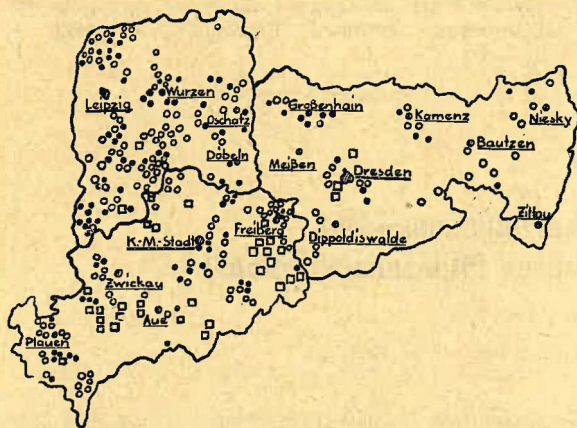 Leipzig
Wurzen
Oschatz
Döbeln
Großenhain
Kamenz
Niesky
Bautzen
Meißen
Dresden
Zittau
Freiberg
Dippoldiswalde
K.-M.-Stadt
Zwickau
Aue
Plauen